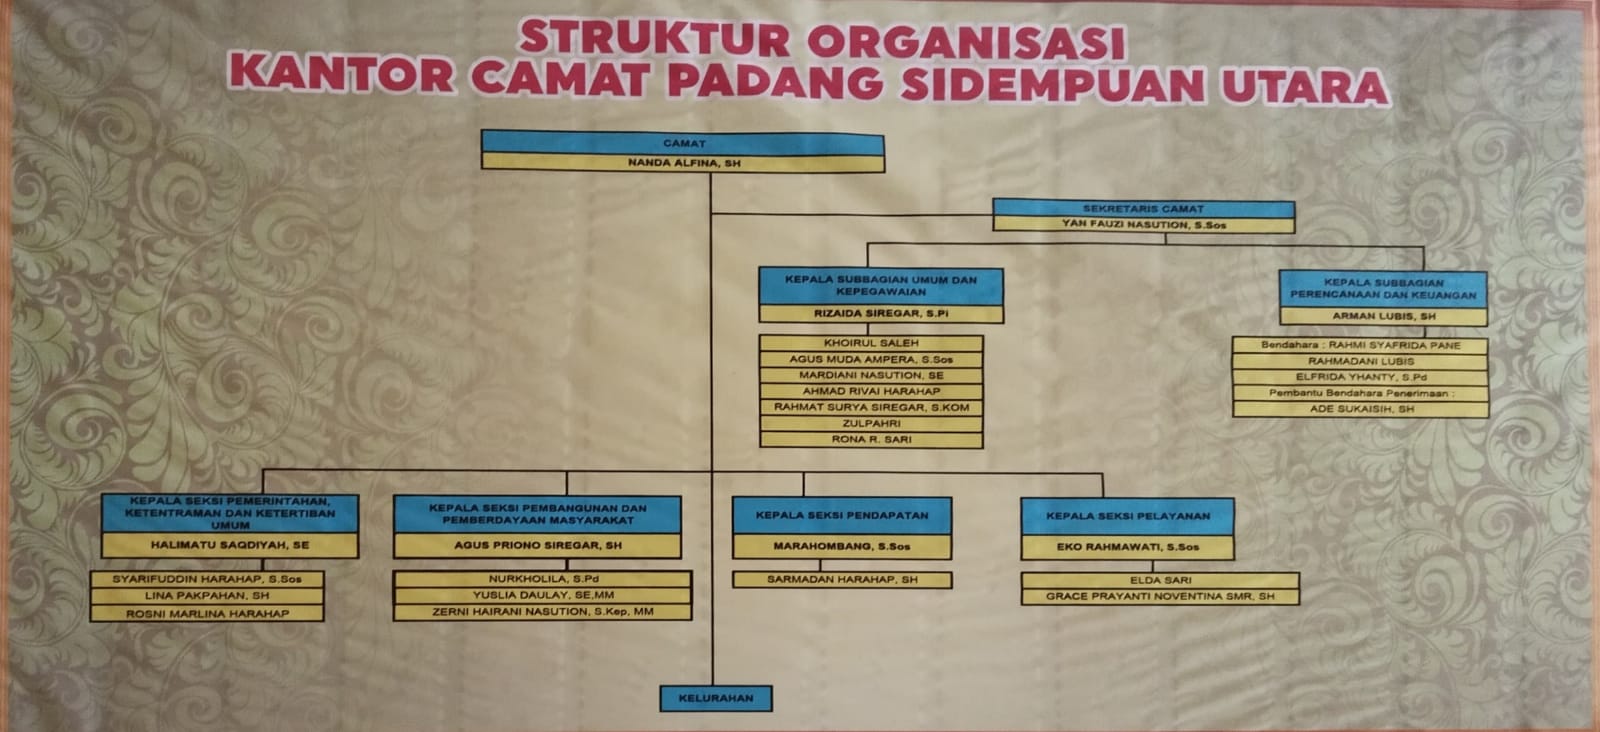 STRUKTUR ORGANISASI
KANTOR CAMAT PADANG SIDEMPUAN UTARA
CAMAT
NANDA ALFINA, SH
SEKRETARIS CAMAT
YAN FAUZI NASUTION, S.Sos
KEPALA SUBBAGIAN UMUM DAN
KEPEGAWAIAN
RIZAIDA SIREGAR, S.Pi
KHOIRUL SALEH
AGUS MUDA AMPERA, S.Sos
MARDIANI NASUTION, SE
AHMAD RIVAI HARAHAP
RAHMAT SURYA SIREGAR, S.KOM
ZULPAHRI
RONA R. SARI
KEPALA SUBBAGIAN
PERENCANAAN DAN KEUANGAN
ARMAN LUBIS, SH
Bendahara : RAHMI SYAFRIDA PANE
RAHMADANI LUBIS
ELFRIDA YHANTY, S.Pd
Pembantu Bendahara Penerimaan :
ADE SUKAISIH, SH
KEPALA SEKSI PEMERINTAHAN,
KETENTRAMAN DAN KETERTIBAN
UMUM
HALIMATU SAQDIYAH, SE
SYARIFUDDIN HARAHAP, S.Sos
LINA PAKPAHAN, SH
ROSNI MARLINA HARAHAP
KEPALA SEKSI PEMBANGUNAN DAN
PEMBERDAYAAN MASYARAKAT
AGUS PRIONO SIREGAR, SH
NURKHOLILA, S.Pd
YUSLIA DAULAY, SE,MM
ZERNI HAIRANI NASUTION, S.Kep, MM
KEPALA SEKSI PENDAPATAN
MARAHOMBANG, S.Sos
SARMADAN HARAHAP, SH
KEPALA SEKSI PELAYANAN
EKO RAHMAWATI, S.Sos
ELDA SARI
GRACE PRAYANTI NOVENTINA SMR, SH
KELURAHAN